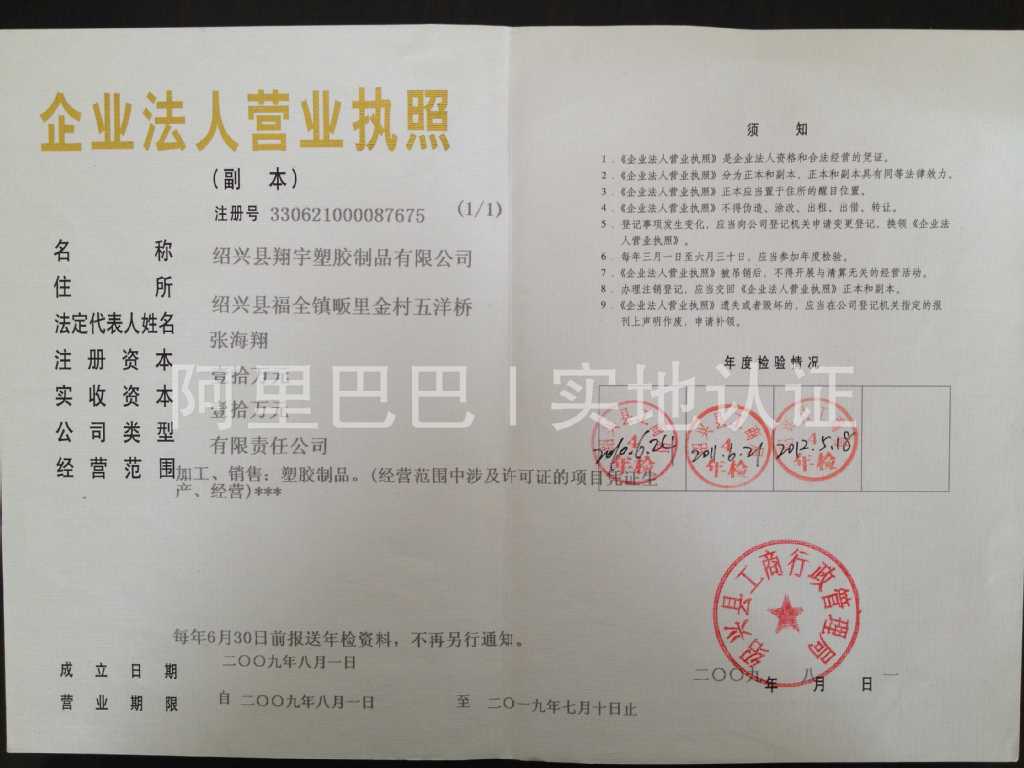 企业法人营业执照
（副 本）
注册号 330621000087675 (1/1)
名称 绍兴县翔宇塑胶制品有限公司
住所 绍兴县福全镇畈里金村五洋桥
法定代表人姓名 张海翔
注册资本 壹拾万元
实收资本 壹拾万元
公司类型 有限责任公司
经营范围 加工、销售：塑胶制品。(经营范围中涉及许可证的项目凭证生
产、经营)***
每年6月30日前报送年检资料，不再另行通知。
成立日期 二〇〇九年八月一日
营业期限 自 二〇〇九年八月一日 至 二〇一九年七月十日止
须 知
1．《企业法人营业执照》是企业法人资格和合法经营的凭证。
2．《企业法人营业执照》分为正本和副本，正本和副本具有同等法律效力。
3．《企业法人营业执照》正本应当置于住所的醒目位置。
4．《企业法人营业执照》不得伪造、涂改、出租、出借、转让。
5．登记事项发生变化，应当向公司登记机关申请变更登记，换领《企业法
人营业执照》。
6．每年三月一日至六月三十日，应当参加年度检验。
7．《企业法人营业执照》被吊销后，不得开展与清算无关的经营活动。
8．办理注销登记，应当交回《企业法人营业执照》正本和副本。
9．《企业法人营业执照》遗失或者毁坏的，应当在公司登记机关指定的报
刊上声明作废，申请补领。
年度检验情况
2010.6.24 年检
2011.6.21 年检
2012.5.18 年检
绍兴县工商行政管理局
二〇〇九年 八月 一日
阿里巴巴 | 实地认证